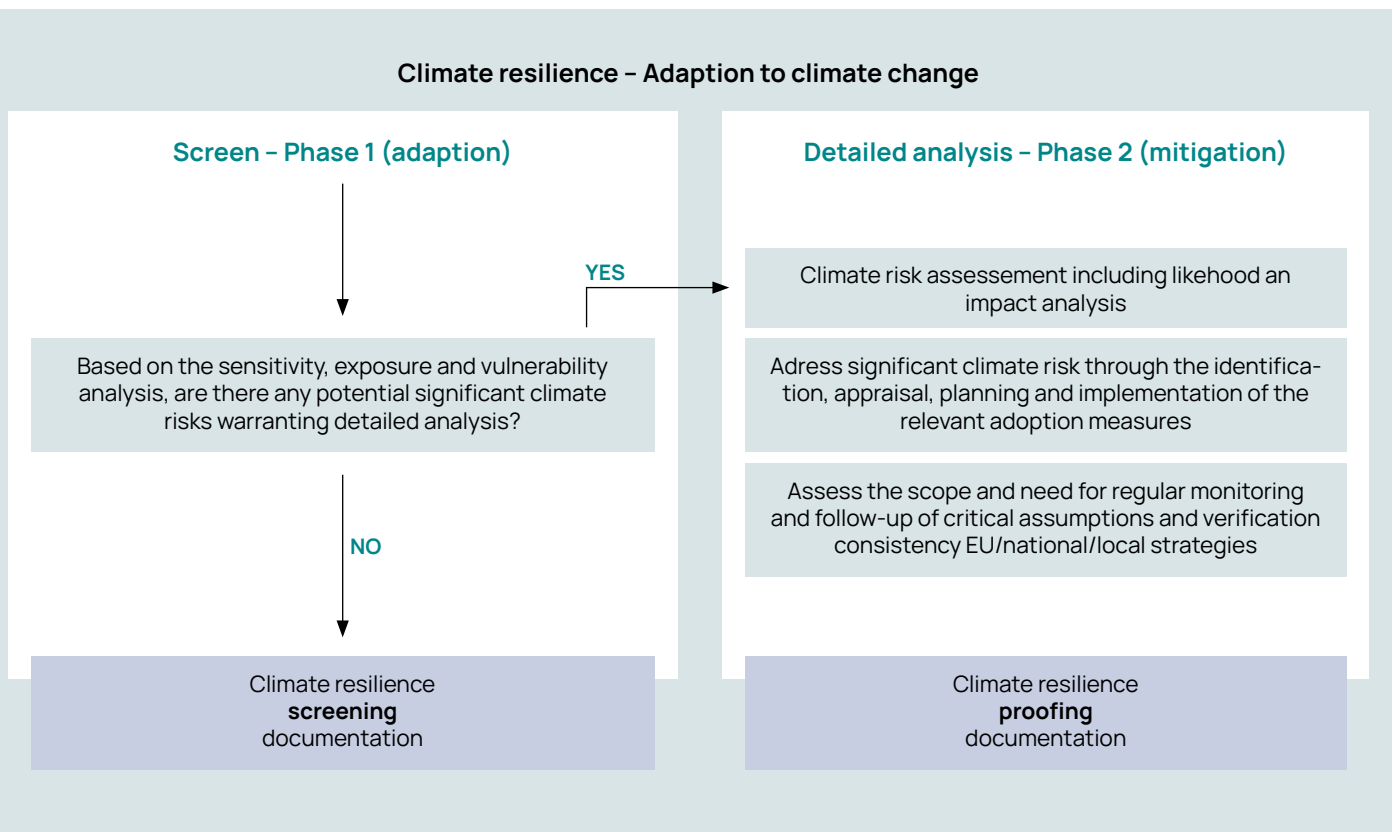 Climate resilience – Adaption to climate change
Screen – Phase 1 (adaption)
YES
Based on the sensitivity, exposure and vulnerability
analysis, are there any potential significant climate
risks warranting detailed analysis?
NO
Climate resilience
screening
documentation
Detailed analysis – Phase 2 (mitigation)
Climate risk assessement including likehood an
impact analysis
Adress significant climate risk through the identifica-
tion, appraisal, planning and implementation of the
relevant adoption measures
Assess the scope and need for regular monitoring
and follow-up of critical assumptions and verification
consistency EU/national/local strategies
Climate resilience
proofing
documentation